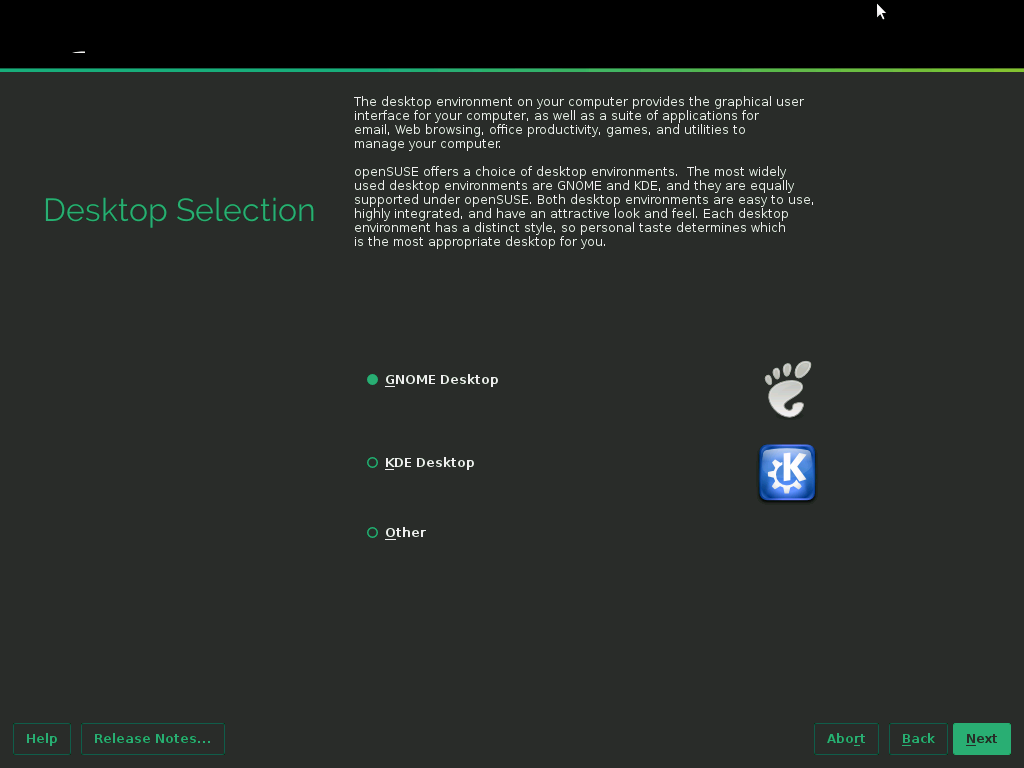 The desktop environment on your computer provides the graphical user
interface for your computer, as well as a suite of applications for
email, Web browsing, office productivity, games, and utilities to
manage your computer.
openSUSE offers a choice of desktop environments.  The most widely
used desktop environments are GNOME and KDE, and they are equally
supported under openSUSE. Both desktop environments are easy to use,
highly integrated, and have an attractive look and feel. Each desktop
environment has a distinct style, so personal taste determines which
is the most appropriate desktop for you.
Desktop Selection
GNOME Desktop
KDE Desktop
Other
Help
Release Notes...
Abort
Back
Next